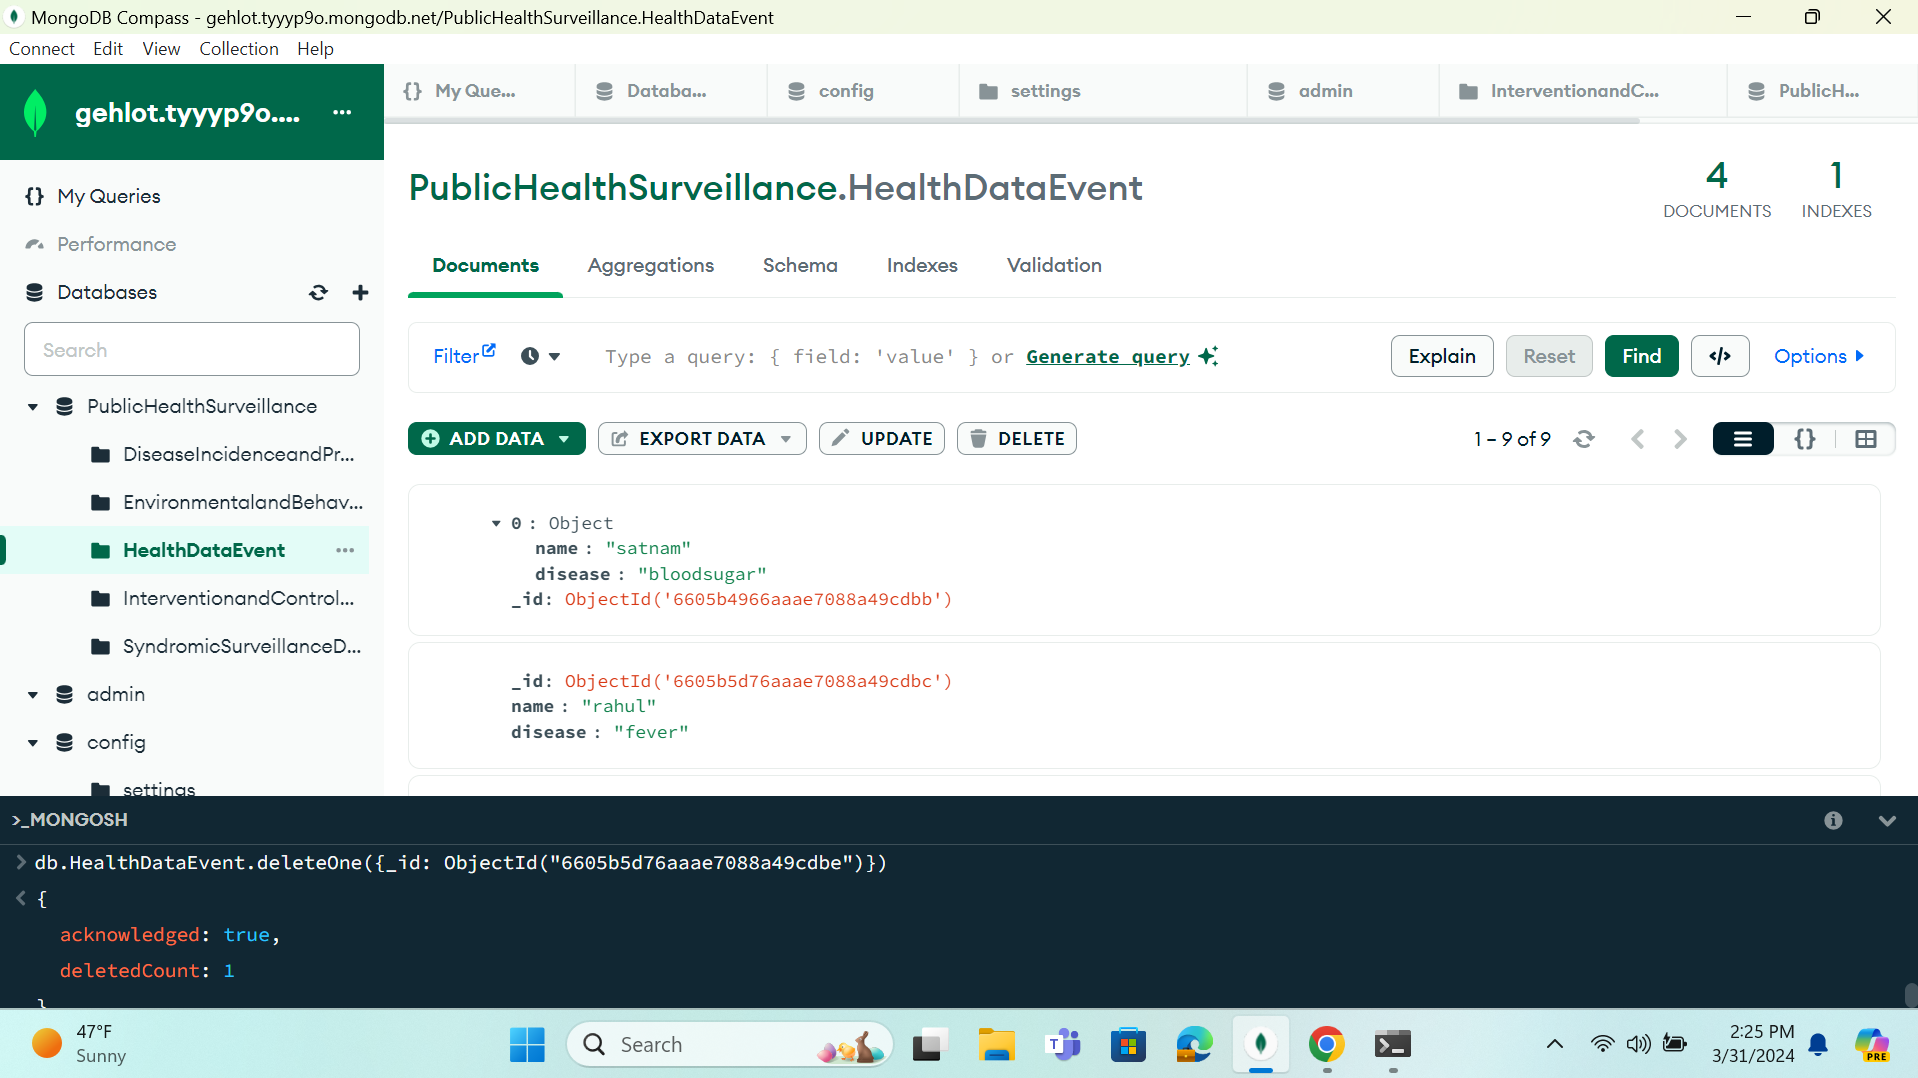 MongoDB Compass - gehlot.tyyyp9o.mongodb.net/PublicHealthSurveillance.HealthDataEvent
Connect Edit View Collection Help
gehlot.tyyyp9o....
{} My Que...
Databa...
config
settings
admin
InterventionandC...
PublicH...
{} My Queries
Performance
Databases
Search
PublicHealthSurveillance
DiseaseIncidenceandPr...
EnvironmentalandBehav...
HealthDataEvent
InterventionandControl...
SyndromicSurveillanceD...
admin
config
settings
PublicHealthSurveillance.HealthDataEvent
4
DOCUMENTS
1
INDEXES
Documents Aggregations Schema Indexes Validation
Filter Type a query: { field: 'value' } or Generate query Explain Reset Find </> Options
ADD DATA EXPORT DATA UPDATE DELETE 1 – 9 of 9 {}
0 : Object
name : "satnam"
disease : "bloodsugar"
_id: ObjectId('6605b4966aaae7088a49cdbb')
_id: ObjectId('6605b5d76aaae7088a49cdbc')
name : "rahul"
disease : "fever"
>_MONGOSH
> db.HealthDataEvent.deleteOne({_id: ObjectId("6605b5d76aaae7088a49cdbe")})
< {
acknowledged: true,
deletedCount: 1
}
47°F
Sunny
Search
2:25 PM
3/31/2024
PRE